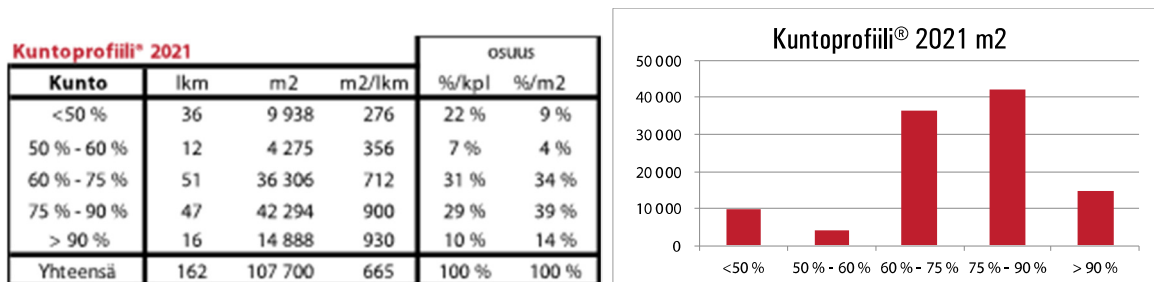 Kuntoprofiili® 2021 osuus
Kunto lkm m2 m2/lkm %/kpl %/m2
<50 % 36 9 938 276 22 % 9 %
50 % - 60 % 12 4 275 356 7 % 4 %
60 % - 75 % 51 36 306 712 31 % 34 %
75 % - 90 % 47 42 294 900 29 % 39 %
> 90 % 16 14 888 930 10 % 14 %
Yhteensä 162 107 700 665 100 % 100 %
Kuntoprofiili® 2021 m2
50 000
40 000
30 000
20 000
10 000
0
<50 % 50 % - 60 % 60 % - 75 % 75 % - 90 % > 90 %